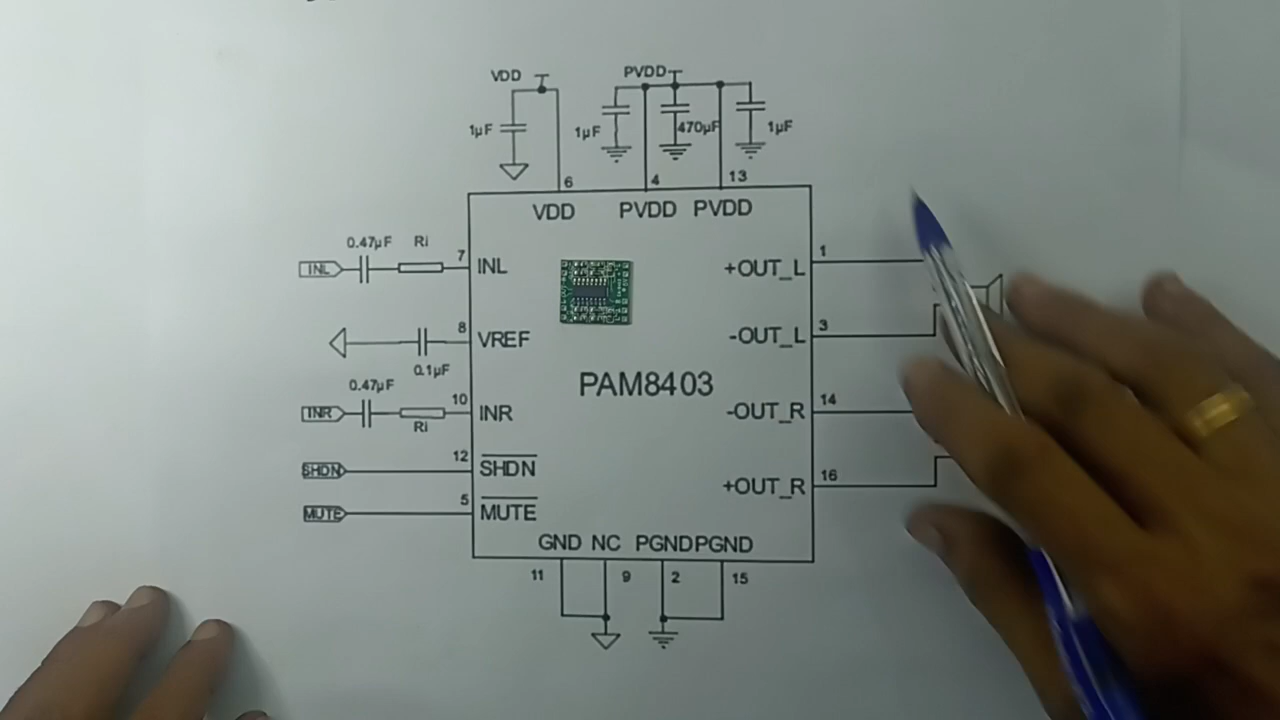 VDD
PVDD
1µF
1µF
470µF
1µF
6
4
13
VDD
PVDD
PVDD
0.47µF
Ri
INL
7
INL
+OUT_L
1
8
VREF
-OUT_L
3
0.1µF
PAM8403
0.47µF
Ri
INR
10
INR
-OUT_R
14
SHDN
12
SHDN
+OUT_R
16
MUTE
5
MUTE
GND
NC
PGND
PGND
11
9
2
15